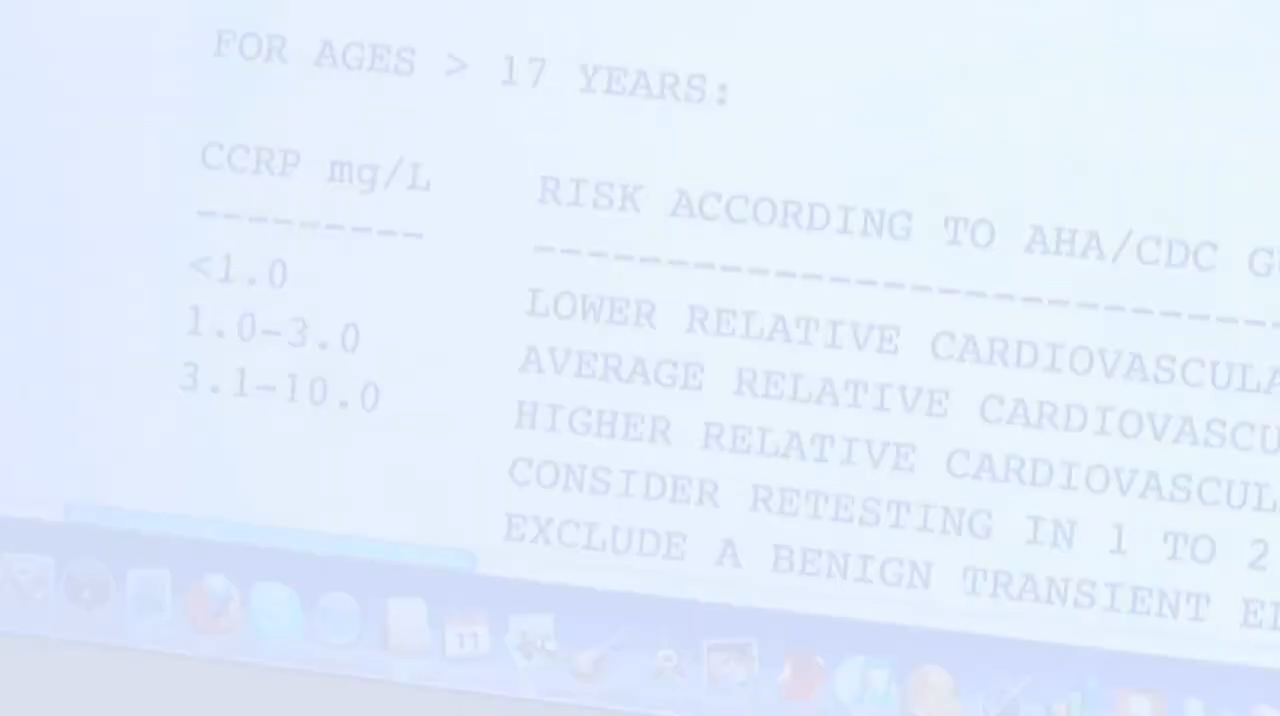 FOR AGES > 17 YEARS:
CCRP mg/L RISK ACCORDING TO AHA/CDC
--------- ------------------------------
<1.0 LOWER RELATIVE
1.0-3.0 AVERAGE RELATIVE
3.1-10.0 HIGHER RELATIVE
CONSIDER RETESTING IN 1 TO 2
EXCLUDE A BENIGN TRANSIENT
11